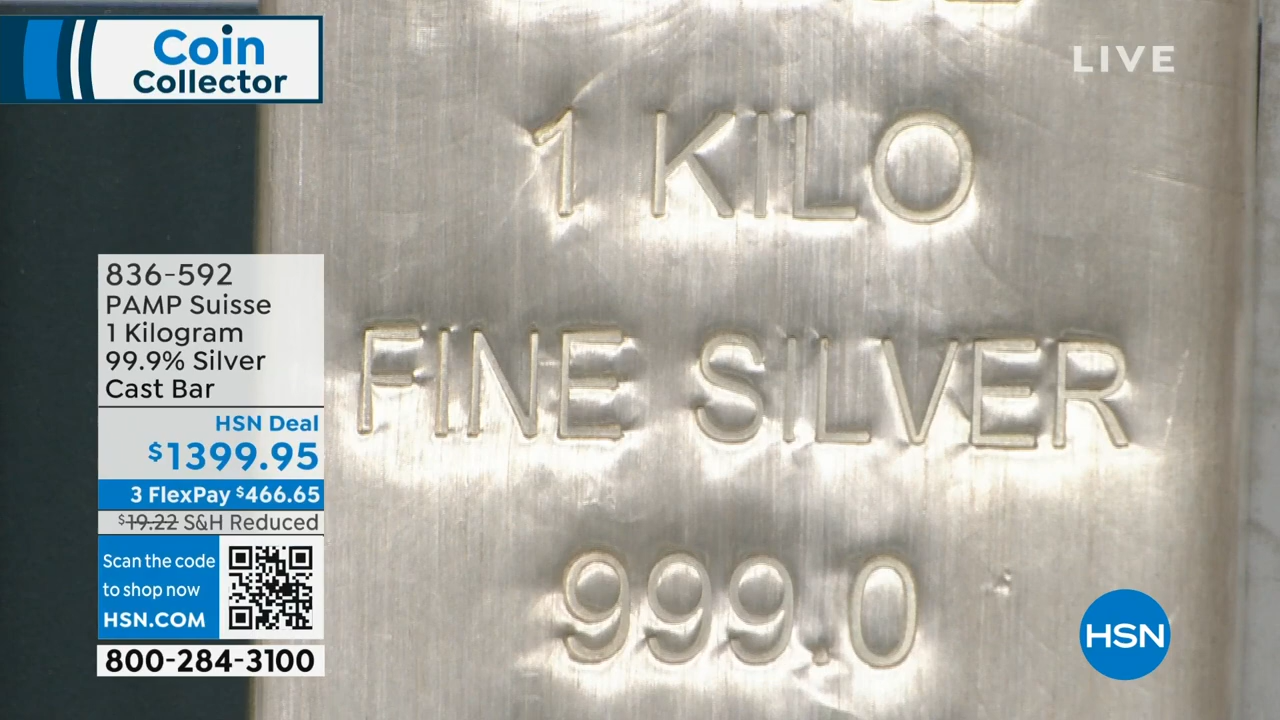 Coin
Collector
LIVE
1 KILO
FINE SILVER
999.0
836-592
PAMP Suisse
1 Kilogram
99.9% Silver
Cast Bar
HSN Deal
$1399.95
3 FlexPay $466.65
$19.22 S&H Reduced
Scan the code
to shop now
HSN.COM
800-284-3100
HSN